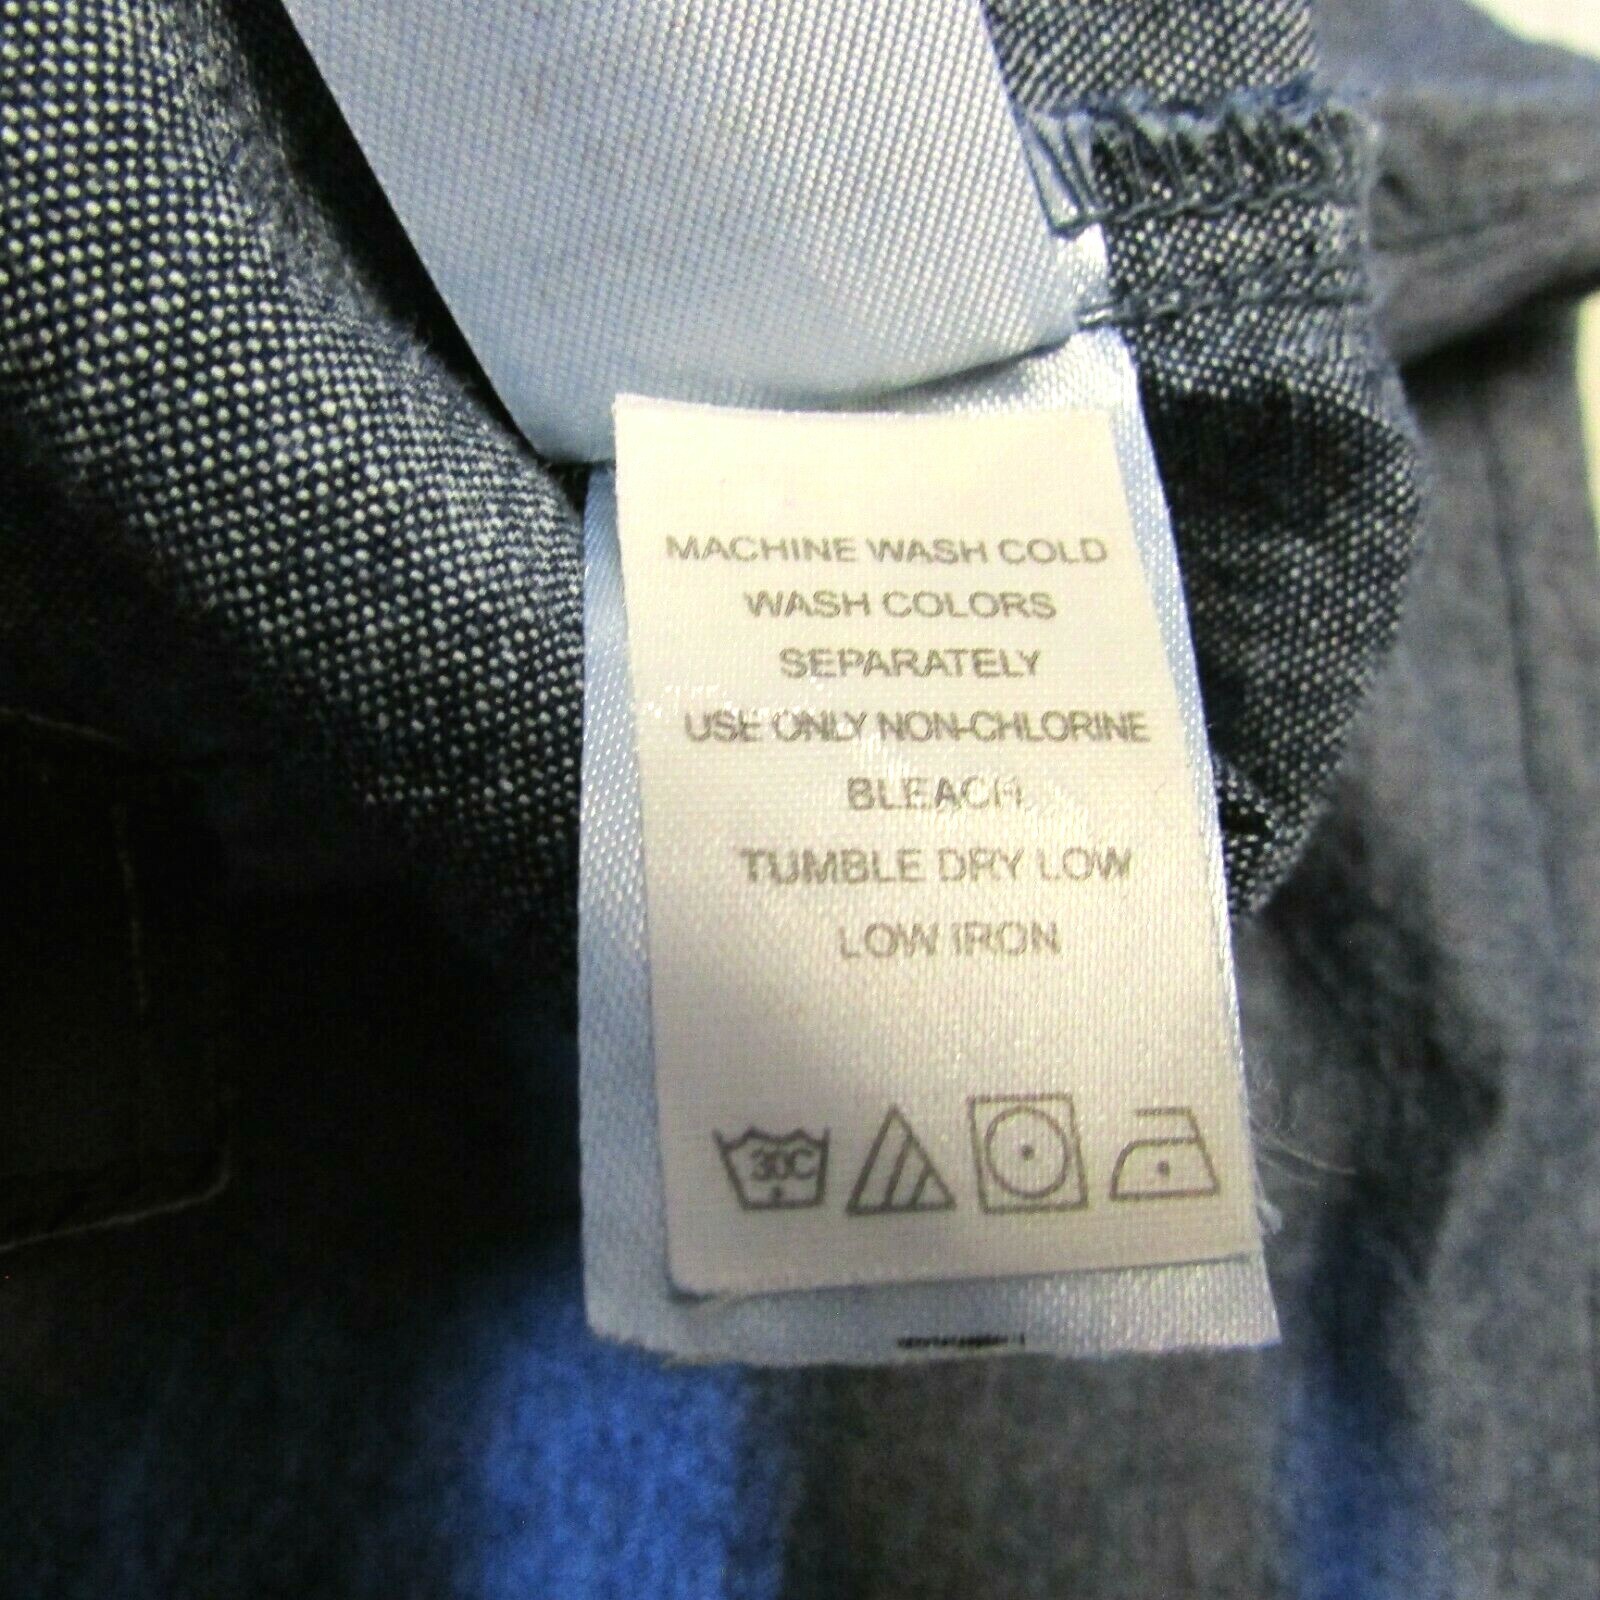 MACHINE WASH COLD
WASH COLORS
SEPARATELY
USE ONLY NON-CHLORINE
BLEACH
TUMBLE DRY LOW
LOW IRON
30C